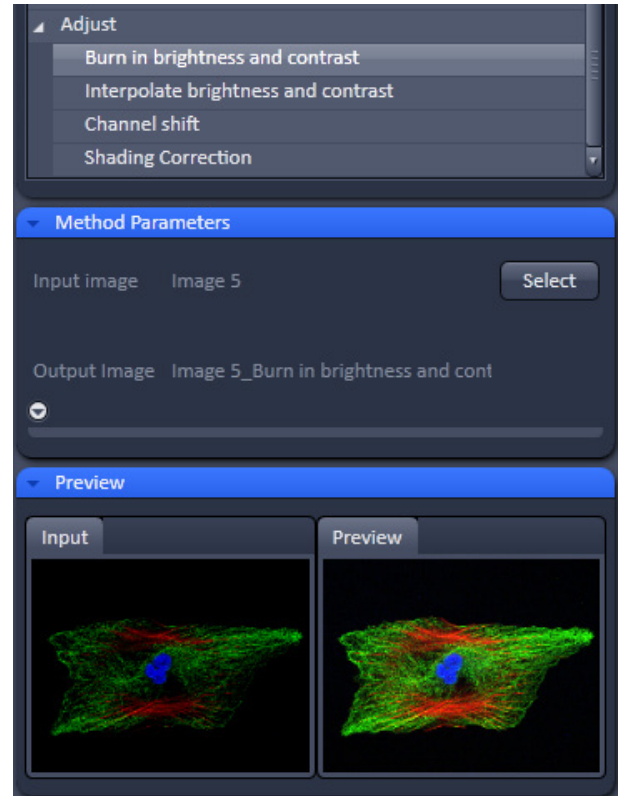 Adjust
Burn in brightness and contrast
Interpolate brightness and contrast
Channel shift
Shading Correction
Method Parameters
Input image Image 5 Select
Output Image Image 5_Burn in brightness and cont
Preview
Input Preview